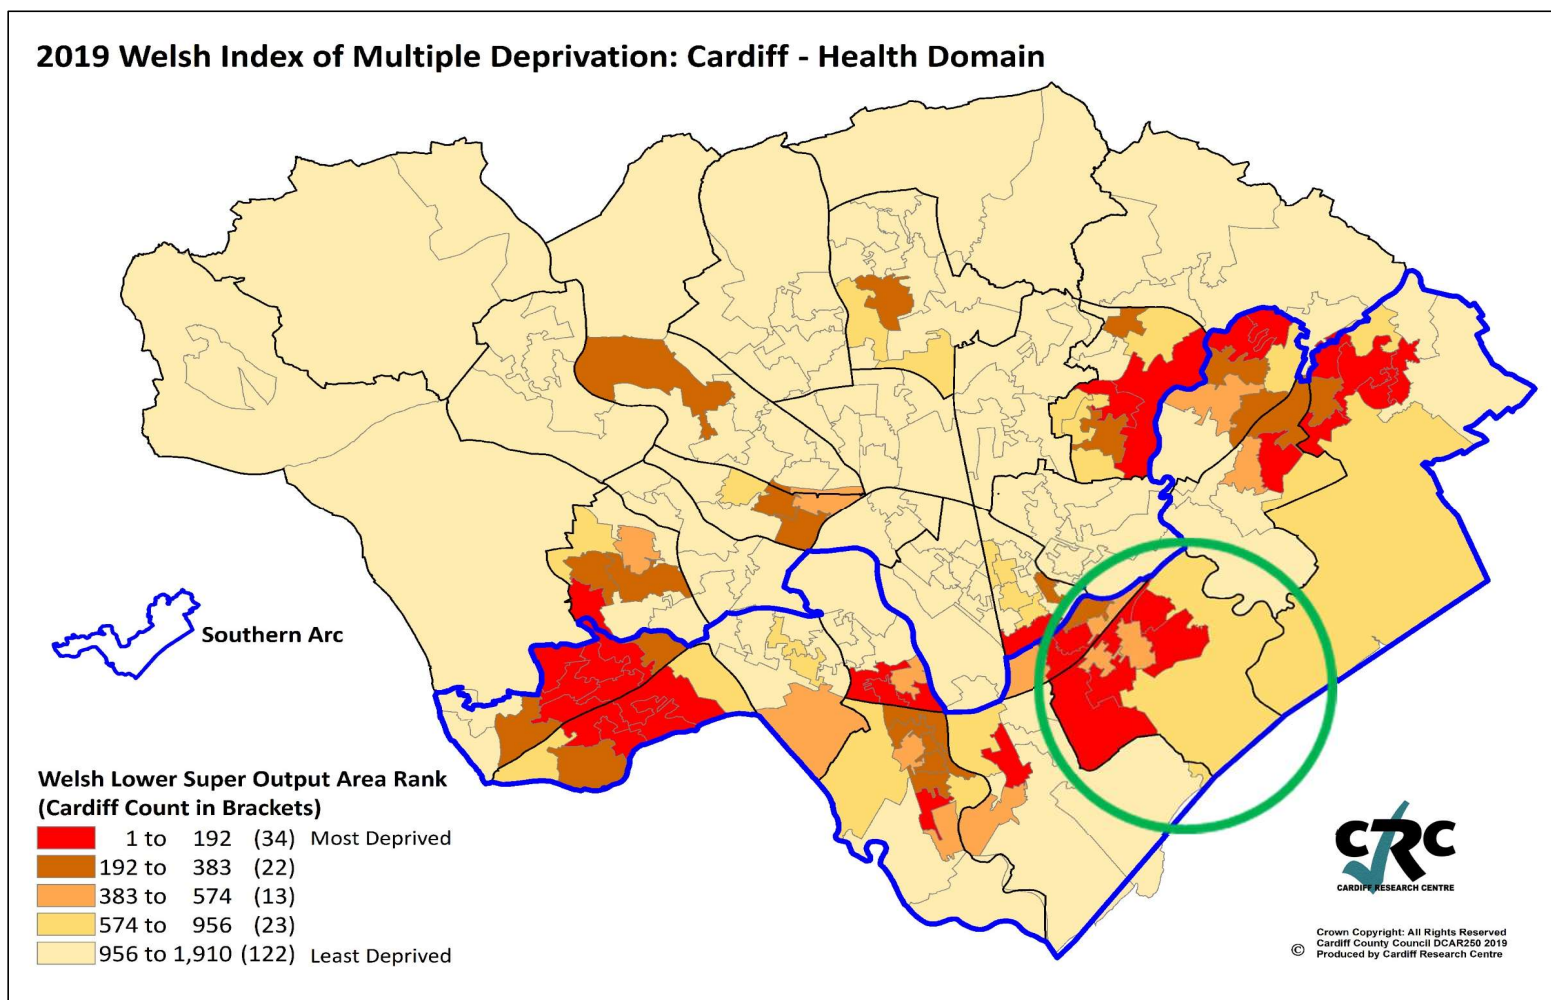 2019 Welsh Index of Multiple Deprivation: Cardiff - Health Domain
Southern Arc
Welsh Lower Super Output Area Rank
(Cardiff Count in Brackets)
1 to 192 (34) Most Deprived
192 to 383 (22)
383 to 574 (13)
574 to 956 (23)
956 to 1,910 (122) Least Deprived
CRC
CARDIFF RESEARCH CENTRE
Crown Copyright: All Rights Reserved
Cardiff County Council DCAR250 2019
© Produced by Cardiff Research Centre